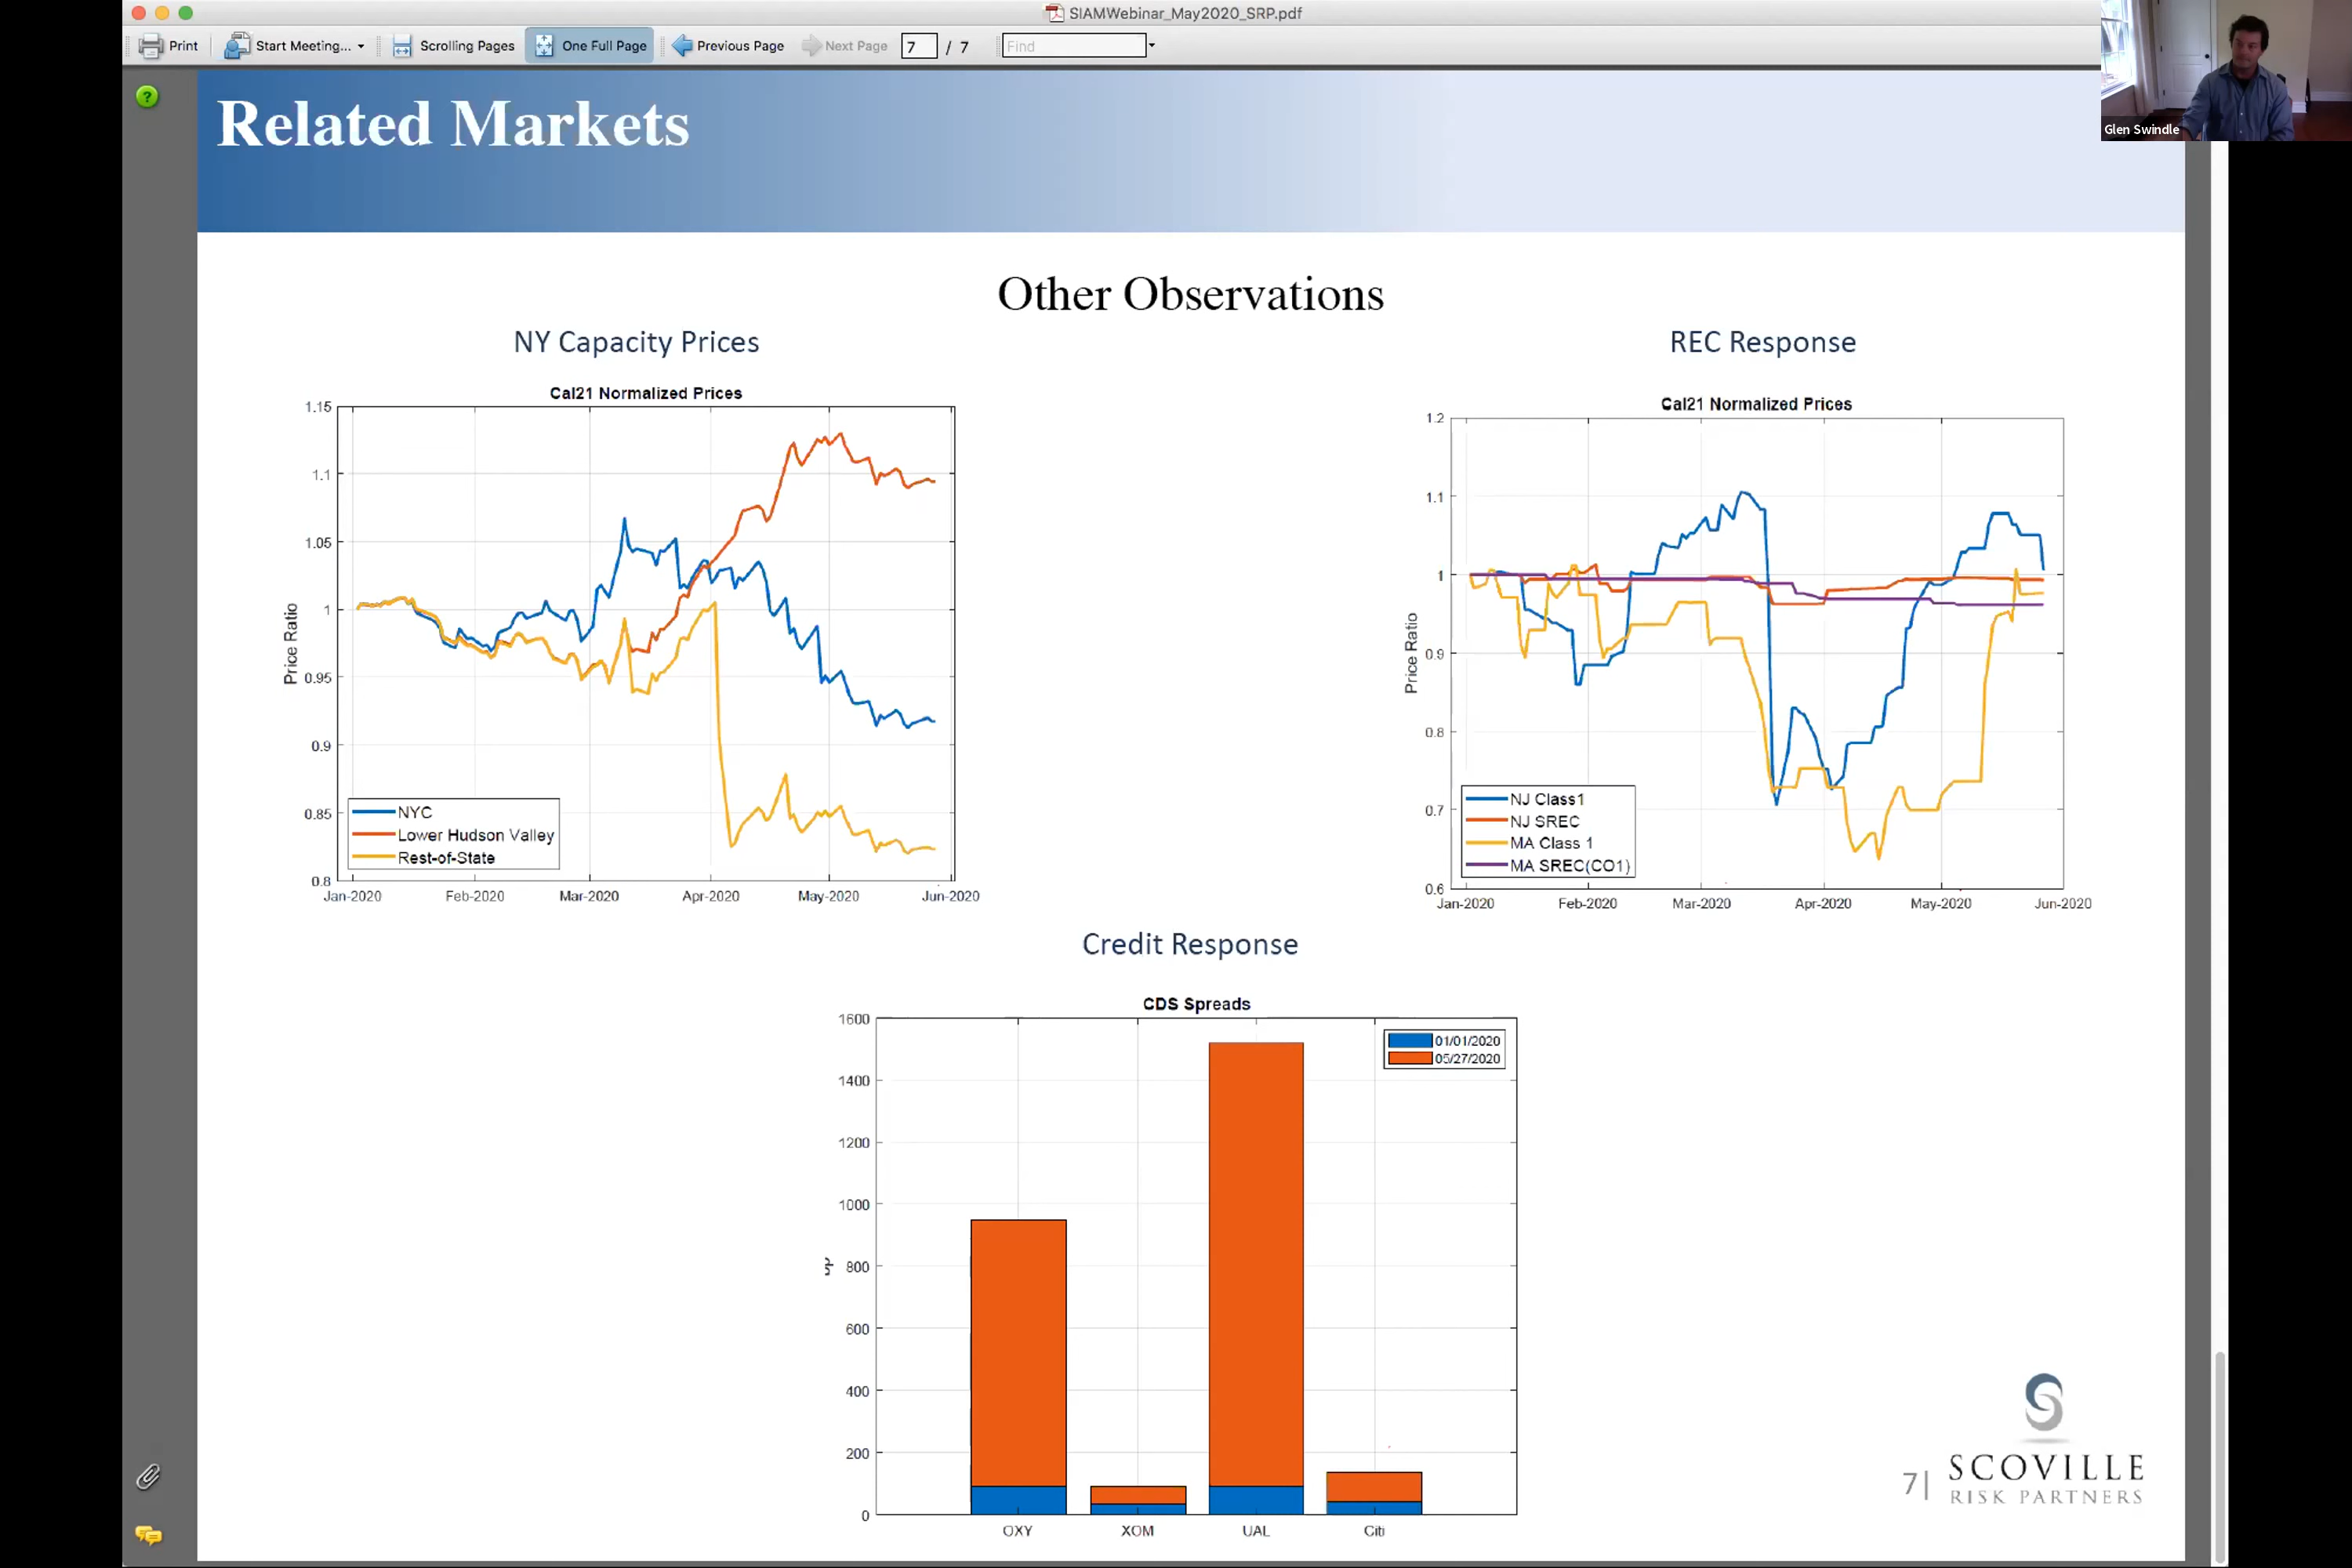 SIAMWebinar_May2020_SRP.pdf
Print
Start Meeting...
Scrolling Pages
One Full Page
Previous Page
Next Page
7 / 7
Find
Glen Swindle
?
Related Markets
Other Observations
NY Capacity Prices
Cal21 Normalized Prices
Price Ratio
1.15
1.1
1.05
1
0.95
0.9
0.85
0.8
NYC
Lower Hudson Valley
Rest-of-State
Jan-2020 Feb-2020 Mar-2020 Apr-2020 May-2020 Jun-2020
REC Response
Cal21 Normalized Prices
Price Ratio
1.2
1.1
1
0.9
0.8
0.7
0.6
NJ Class1
NJ SREC
MA Class 1
MA SREC(CO1)
Jan-2020 Feb-2020 Mar-2020 Apr-2020 May-2020 Jun-2020
Credit Response
CDS Spreads
1600
1400
1200
1000
800
600
400
200
0
01/01/2020
05/27/2020
OXY XOM UAL Citi
7|
SCOVILLE
RISK PARTNERS